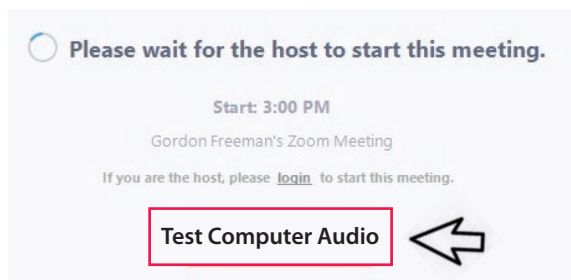 Please wait for the host to start this meeting.
Start: 3:00 PM
Gordon Freeman's Zoom Meeting
If you are the host, please login to start this meeting.
Test Computer Audio